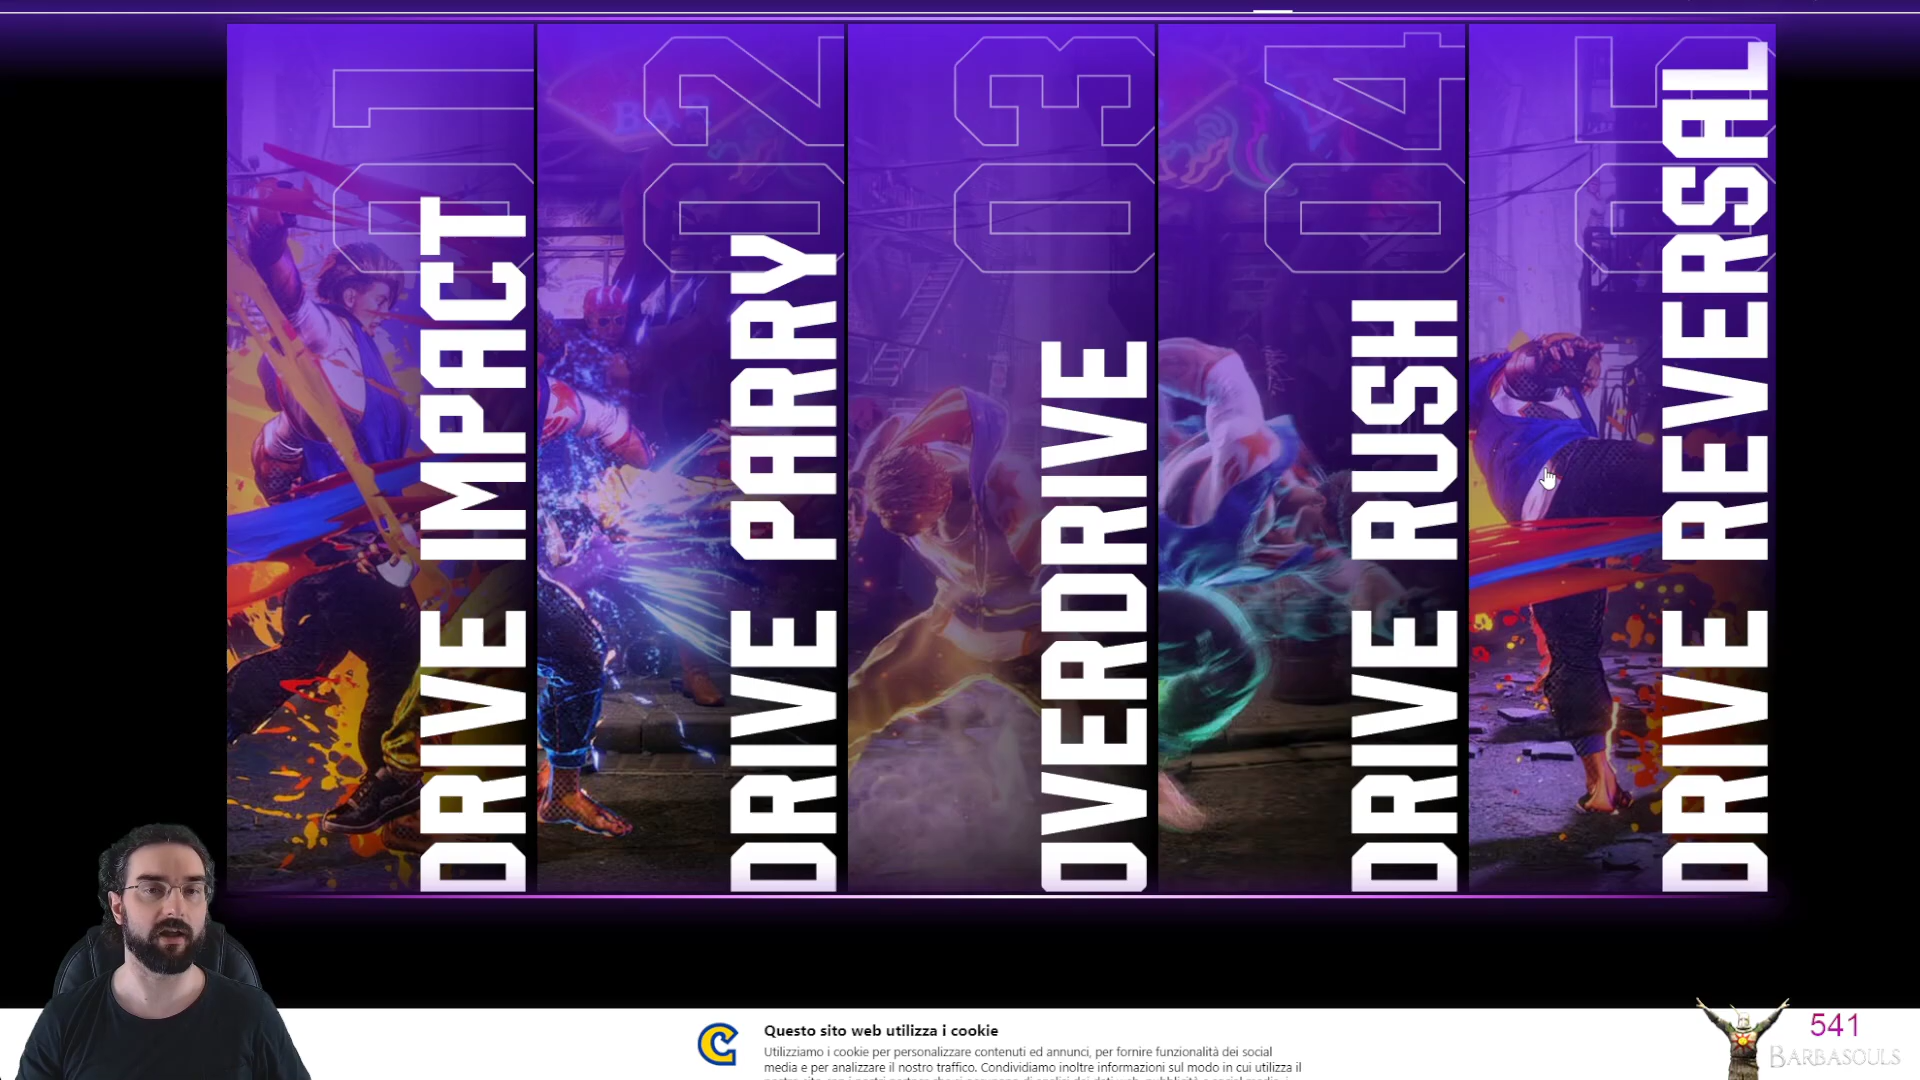 01
DRIVE IMPACT
02
DRIVE PARRY
BAR
03
OVERDRIVE
04
DRIVE RUSH
05
DRIVE REVERSAL
Questo sito web utilizza i cookie
Utilizziamo i cookie per personalizzare contenuti ed annunci, per fornire funzionalità dei social
media e per analizzare il nostro traffico. Condividiamo inoltre informazioni sul modo in cui utilizza il
541
BARBASOULS